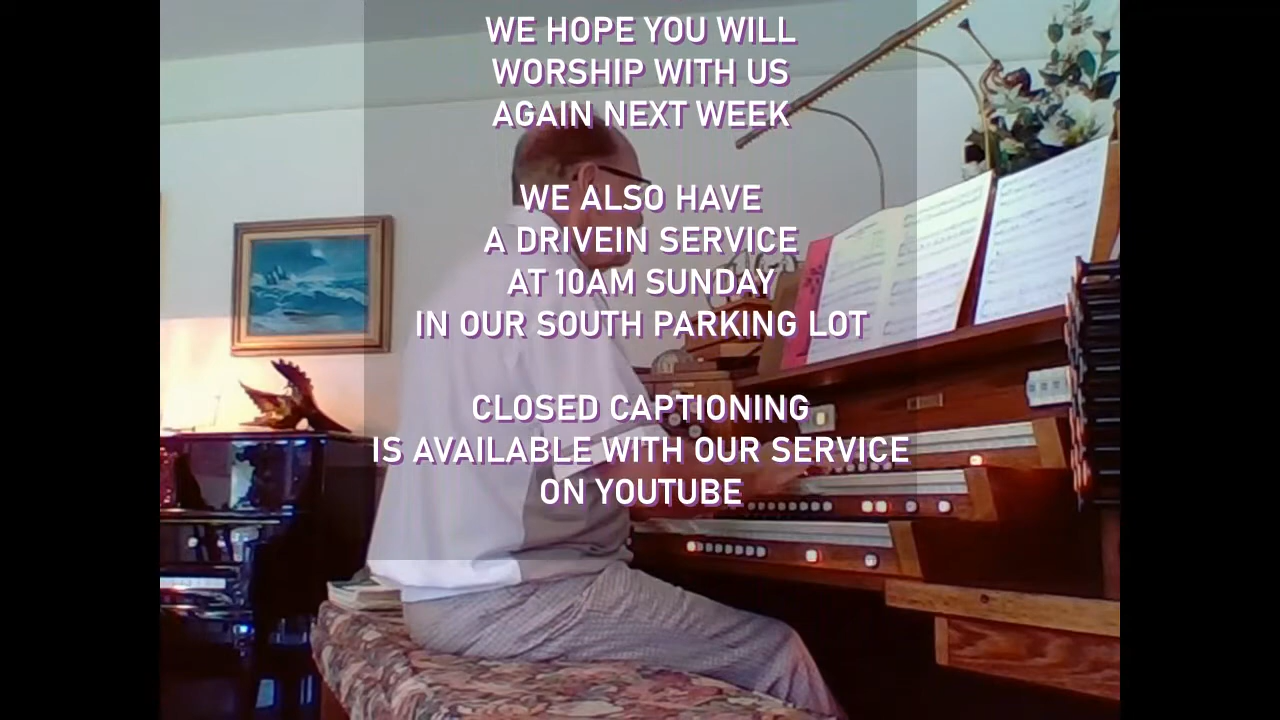 WE HOPE YOU WILL
WORSHIP WITH US
AGAIN NEXT WEEK
WE ALSO HAVE
A DRIVEIN SERVICE
AT 10AM SUNDAY
IN OUR SOUTH PARKING LOT
CLOSED CAPTIONING
IS AVAILABLE WITH OUR SERVICE
ON YOUTUBE